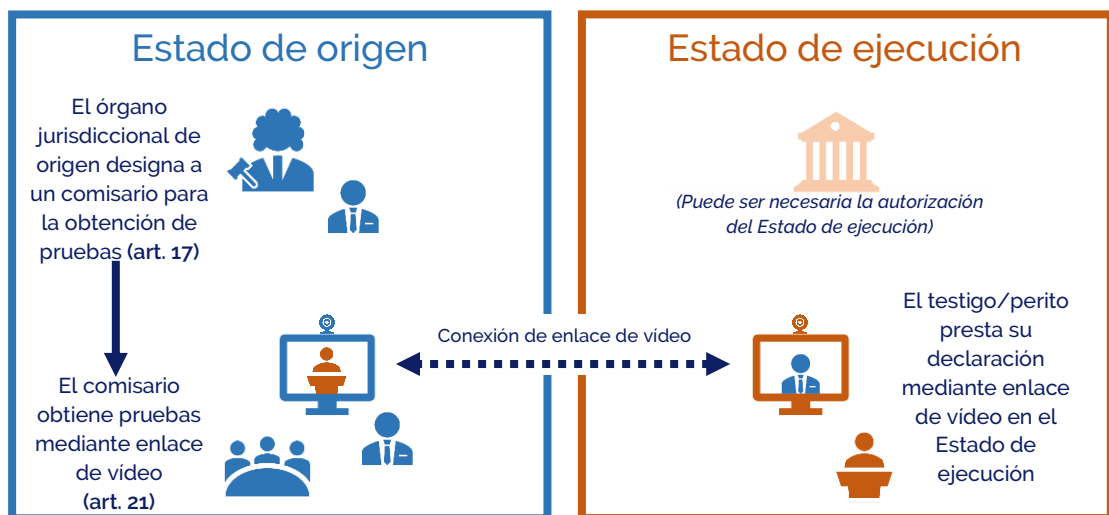 Estado de origen
El órgano
jurisdiccional de
origen designa a
un comisario para
la obtención de
pruebas (art. 17)
El comisario
obtiene pruebas
mediante enlace
de vídeo
(art. 21)
Conexión de enlace de vídeo
Estado de ejecución
(Puede ser necesaria la autorización
del Estado de ejecución)
El testigo/perito
presta su
declaración
mediante enlace
de vídeo en el
Estado de
ejecución